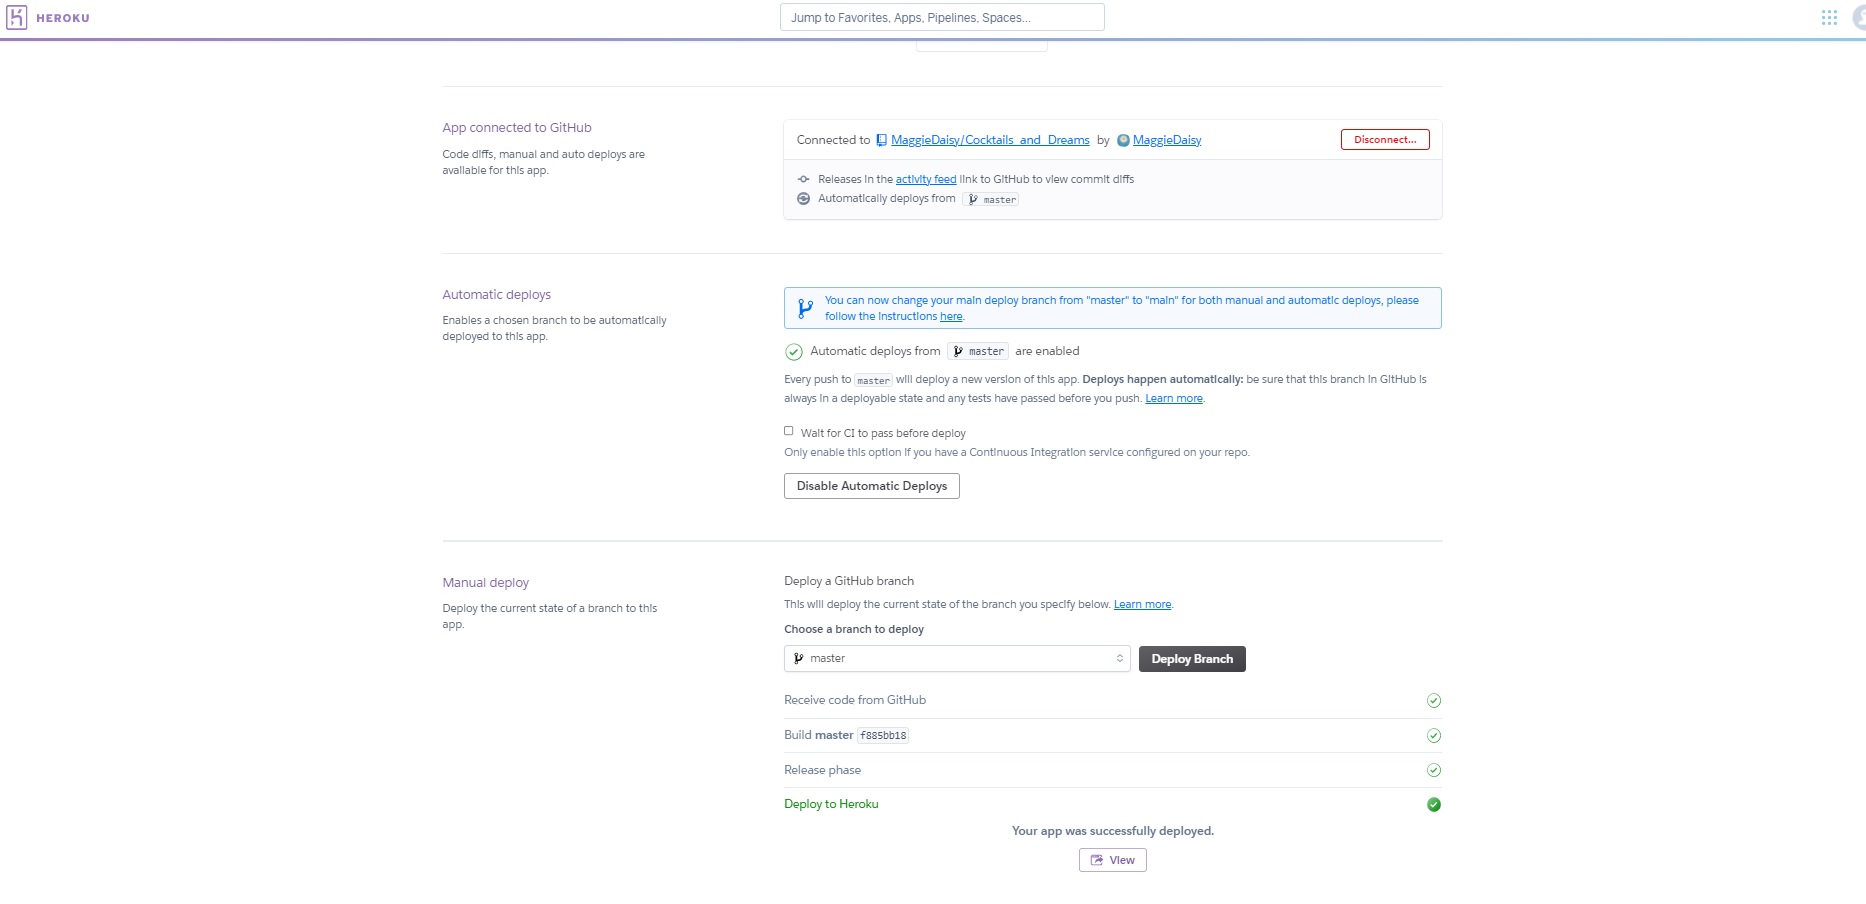 HEROKU
Jump to Favorites, Apps, Pipelines, Spaces...
App connected to GitHub
Code diffs, manual and auto deploys are
available for this app.
Connected to MaggieDaisy/Cocktails_and_Dreams by MaggieDaisy
Disconnect...
Releases in the activity feed link to GitHub to view commit diffs
Automatically deploys from master
Automatic deploys
Enables a chosen branch to be automatically
deployed to this app.
You can now change your main deploy branch from "master" to "main" for both manual and automatic deploys, please
follow the instructions here.
Automatic deploys from master are enabled
Every push to master will deploy a new version of this app. Deploys happen automatically: be sure that this branch in GitHub is
always in a deployable state and any tests have passed before you push. Learn more.
Wait for CI to pass before deploy
Only enable this option if you have a Continuous Integration service configured on your repo.
Disable Automatic Deploys
Manual deploy
Deploy the current state of a branch to this
app.
Deploy a GitHub branch
This will deploy the current state of the branch you specify below. Learn more.
Choose a branch to deploy
master
Deploy Branch
Receive code from GitHub
Build master f885bb18
Release phase
Deploy to Heroku
Your app was successfully deployed.
View